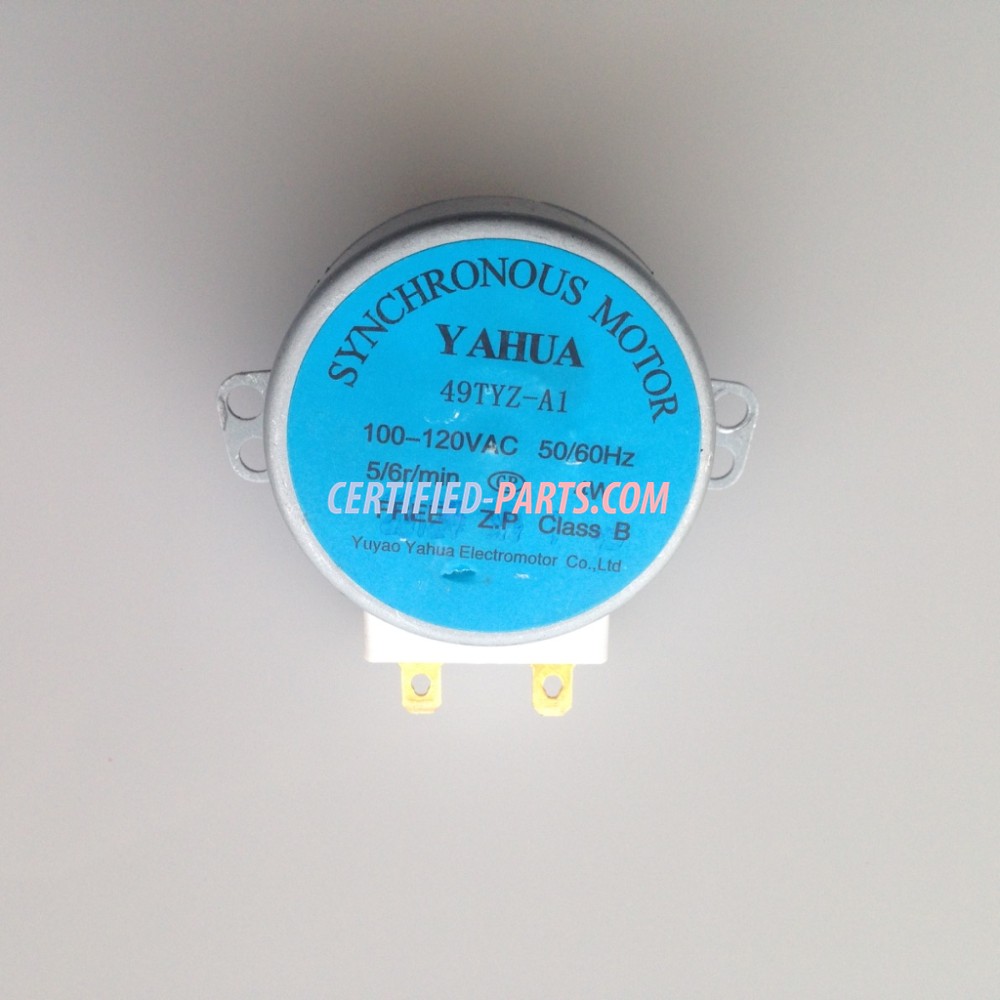 SYNCHRONOUS MOTOR
YAHUA
49TYZ-A1
100-120VAC 50/60Hz
5/6r/min
CERTIFIED-PARTS.COM
FREE Z.P Class B
Yuyao Yahua Electromotor Co.,Ltd